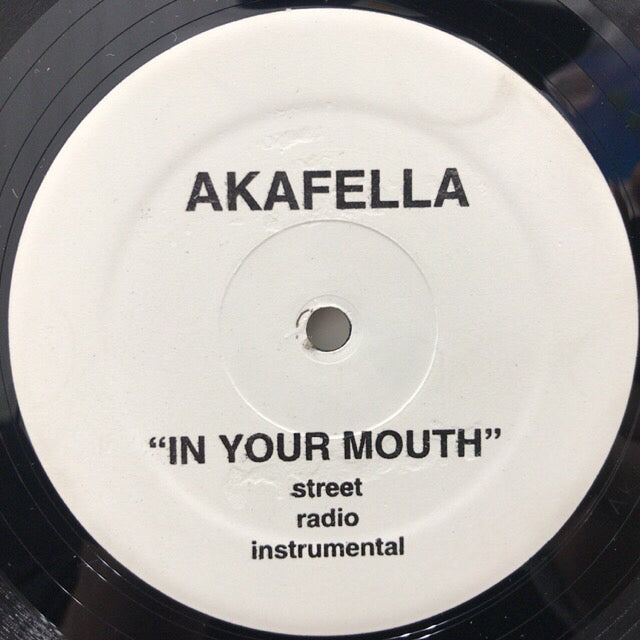 AKAFELLA
“IN YOUR MOUTH”
street
radio
instrumental